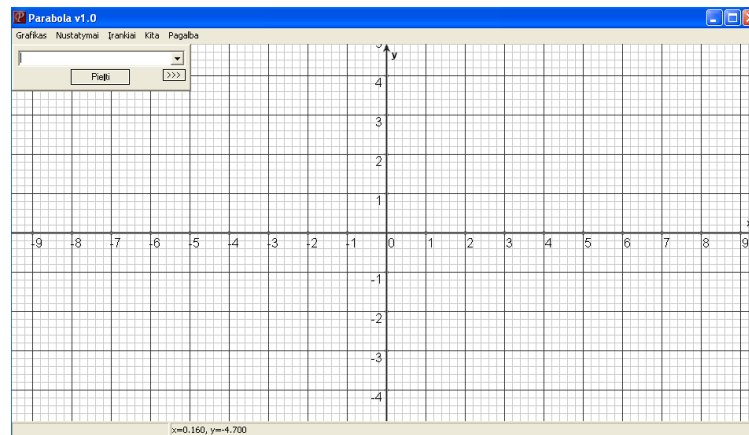 Parabola v1.0
Grafikas Nustatymai Įrankiai Kita Pagalba
Piešti >>>
y
4
3
2
1
-9 -8 -7 -6 -5 -4 -3 -2 -1 0 1 2 3 4 5 6 7 8 9
-1
-2
-3
-4
x=0.160, y=-4.700